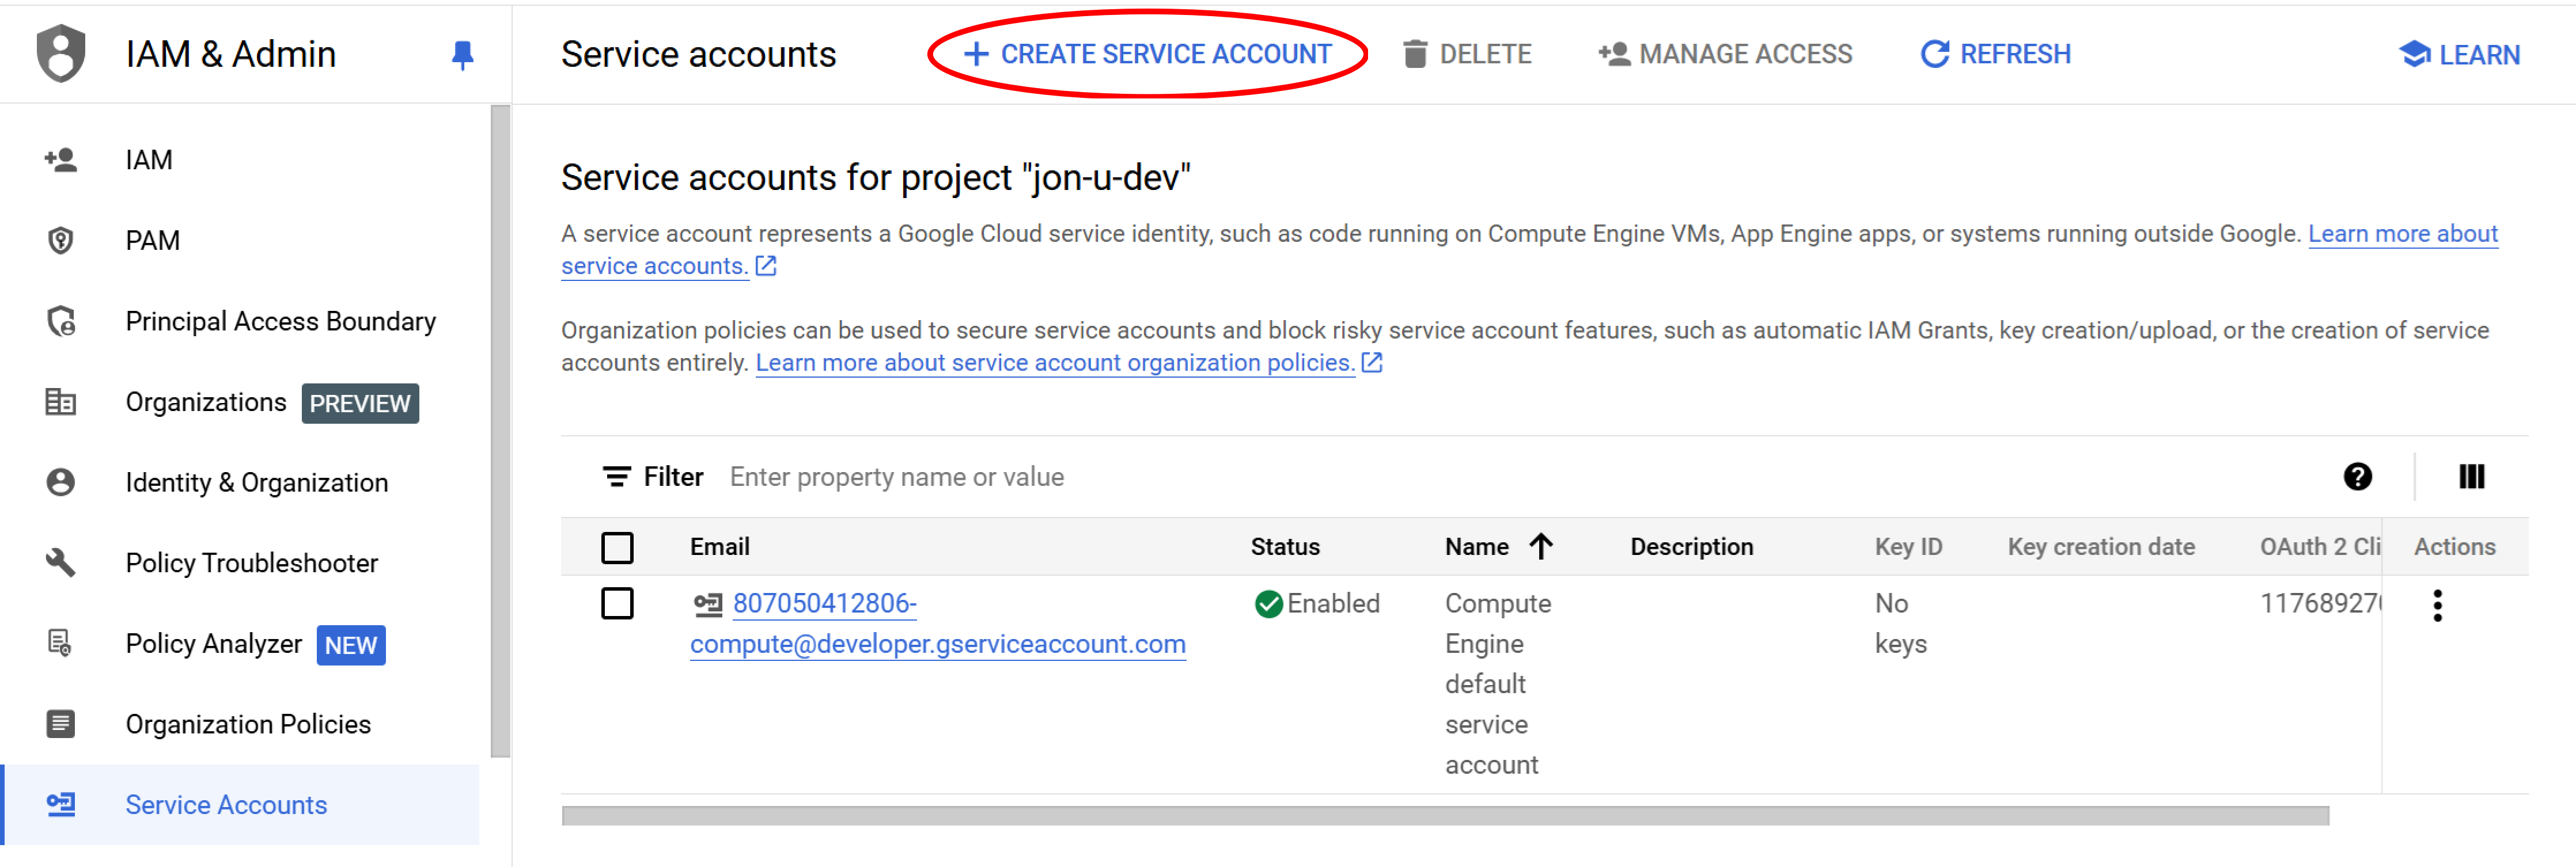 IAM & Admin
Service accounts
CREATE SERVICE ACCOUNT
DELETE
MANAGE ACCESS
REFRESH
LEARN
IAM
PAM
Principal Access Boundary
Organizations PREVIEW
Identity & Organization
Policy Troubleshooter
Policy Analyzer NEW
Organization Policies
Service Accounts
Service accounts for project "jon-u-dev"
A service account represents a Google Cloud service identity, such as code running on Compute Engine VMs, App Engine apps, or systems running outside Google. Learn more about
service accounts.
Organization policies can be used to secure service accounts and block risky service account features, such as automatic IAM Grants, key creation/upload, or the creation of service
accounts entirely. Learn more about service account organization policies.
Filter Enter property name or value
Email Status Name Description Key ID Key creation date OAuth 2 Cli Actions
807050412806-
compute@developer.gserviceaccount.com
Enabled
Compute
Engine
default
service
account
No
keys
11768927